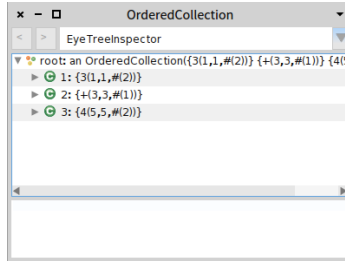 OrderedCollection
EyeTreeInspector
root: an OrderedCollection({3(1,1,#(2))} {+(3,3,#(1))} {4(5
1: {3(1,1,#(2))}
2: {+(3,3,#(1))}
3: {4(5,5,#(2))}